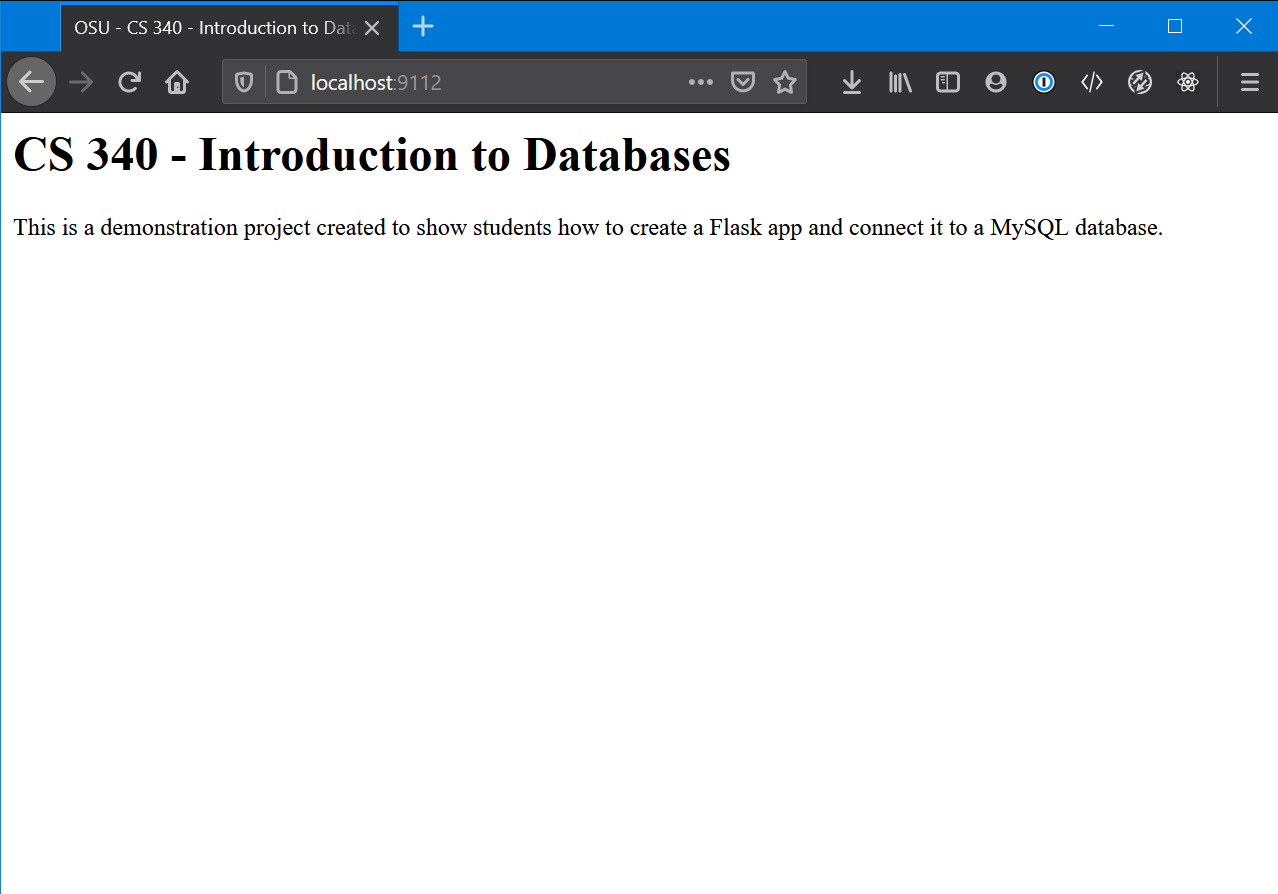 OSU - CS 340 - Introduction to Data
localhost:9112
CS 340 - Introduction to Databases
This is a demonstration project created to show students how to create a Flask app and connect it to a MySQL database.